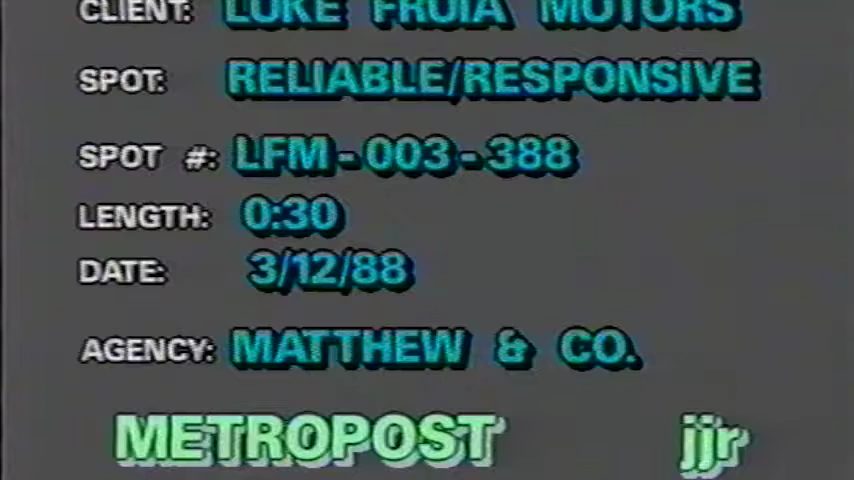 CLIENT: LUKE FRUIA MOTORS
SPOT: RELIABLE/RESPONSIVE
SPOT #: LFM-003-388
LENGTH: 0:30
DATE: 3/12/88
AGENCY: MATTHEW & CO.
METROPOST jjr